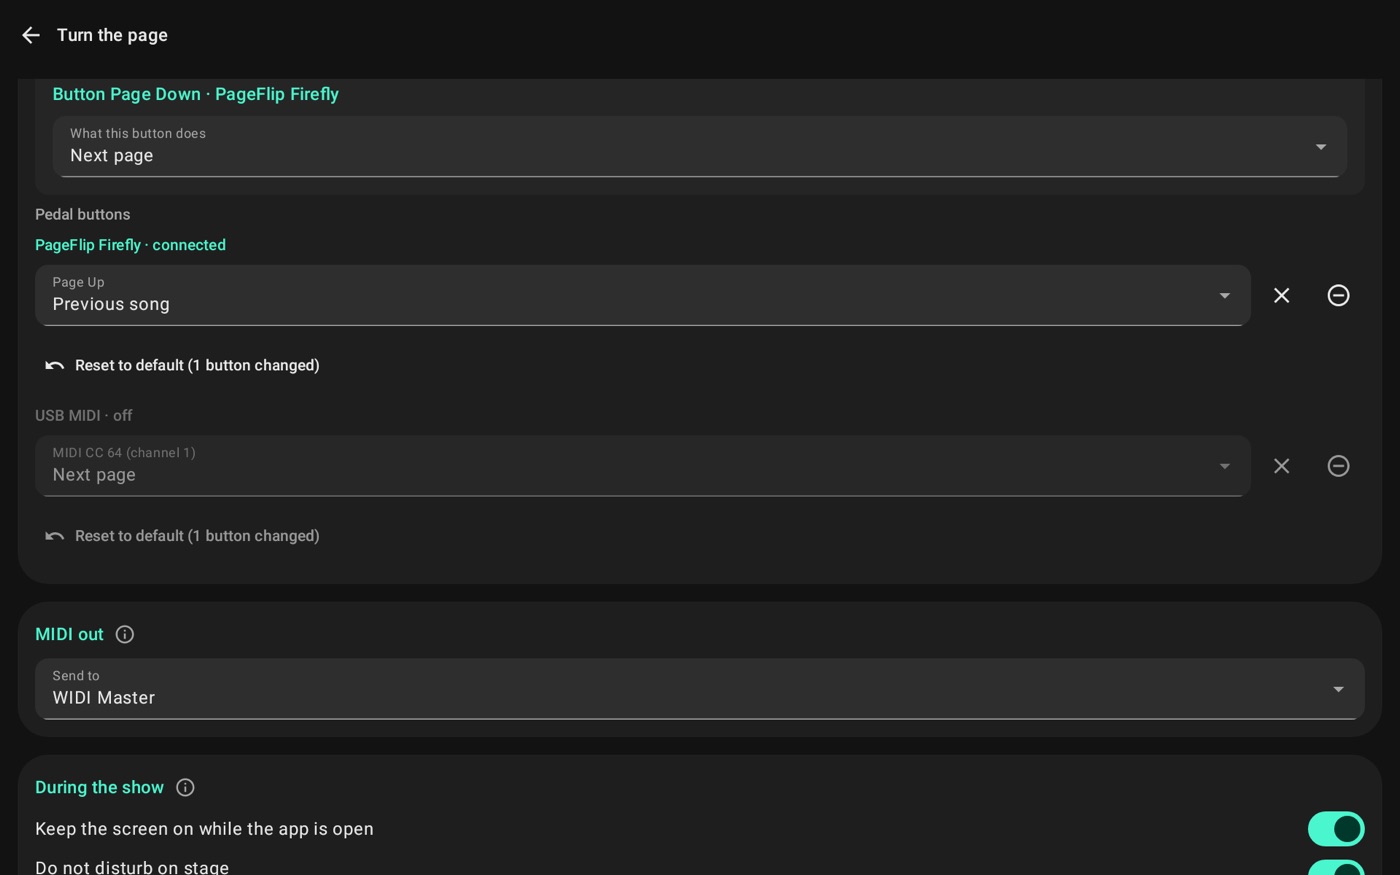 Turn the page
Button Page Down · PageFlip Firefly
What this button does
Next page
Pedal buttons
PageFlip Firefly · connected
Page Up
Previous song
Reset to default (1 button changed)
USB MIDI · off
MIDI CC 64 (channel 1)
Next page
Reset to default (1 button changed)
MIDI out
Send to
WIDI Master
During the show
Keep the screen on while the app is open
Do not disturb on stage